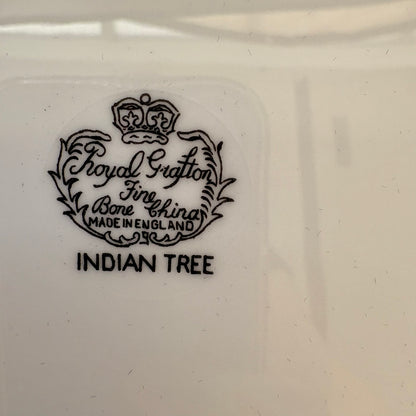 Royal Grafton
Fine
Bone China
MADE IN ENGLAND
INDIAN TREE